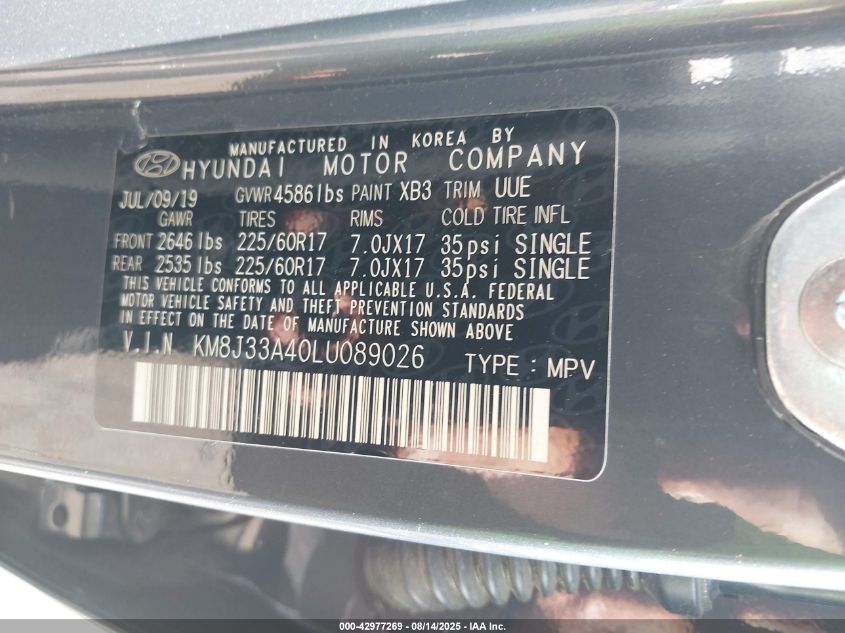 MANUFACTURED IN KOREA BY
HYUNDAI MOTOR COMPANY
JUL/09/19 GVWR 4586 lbs PAINT XB3 TRIM UUE
GAWR TIRES RIMS COLD TIRE INFL
FRONT 2646 lbs 225/60R17 7.0JX17 35psi SINGLE
REAR 2535 lbs 225/60R17 7.0JX17 35psi SINGLE
THIS VEHICLE CONFORMS TO ALL APPLICABLE U.S.A. FEDERAL
MOTOR VEHICLE SAFETY AND THEFT PREVENTION STANDARDS
IN EFFECT ON THE DATE OF MANUFACTURE SHOWN ABOVE
V.I.N KM8J33A40LU089026 TYPE : MPV
000-42977269 - 08/14/2025 - IAA Inc.